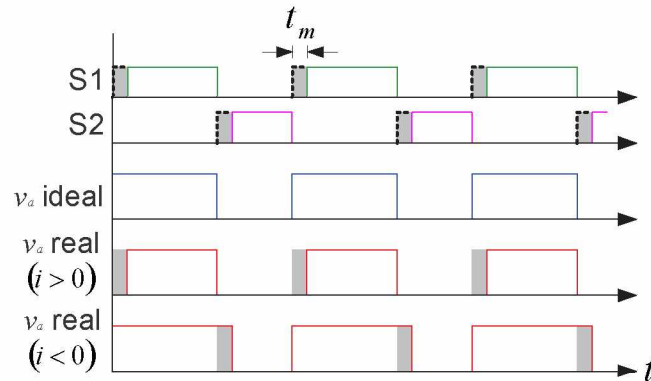 t_m
S1
S2
v_a ideal
v_a real
(i > 0)
v_a real
(i < 0)
t